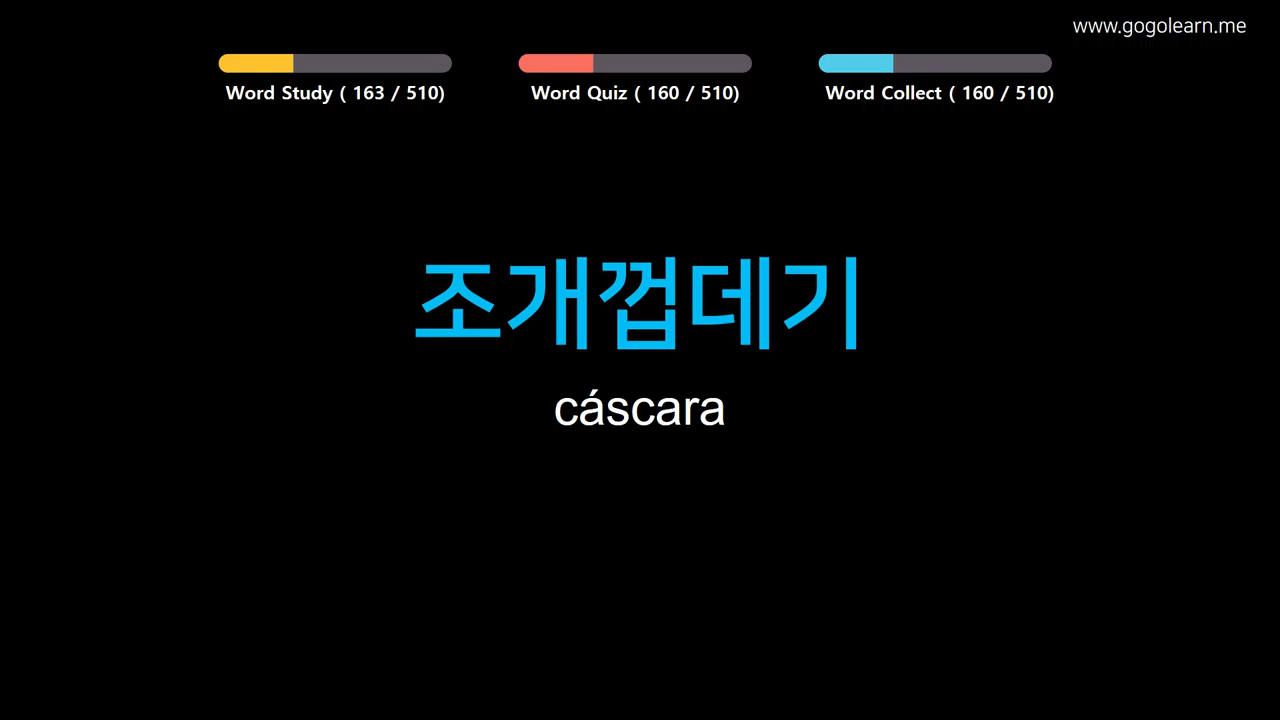 www.gogolearn.me
Word Study ( 163 / 510)
Word Quiz ( 160 / 510)
Word Collect ( 160 / 510)
조개껍데기
cáscara